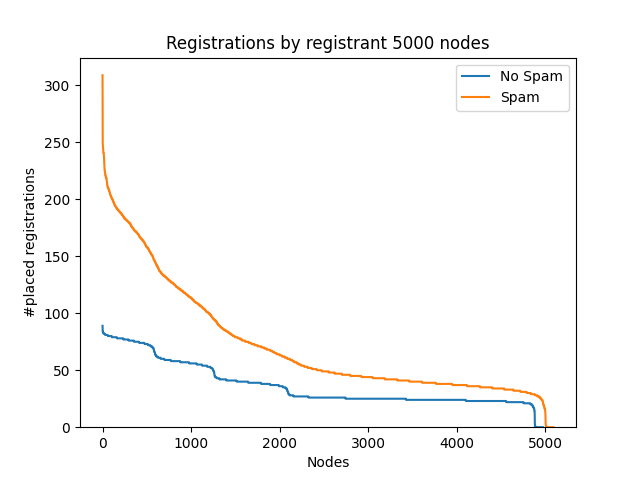 Registrations by registrant 5000 nodes
No Spam
Spam
#placed registrations
300
250
200
150
100
50
0
0 1000 2000 3000 4000 5000
Nodes